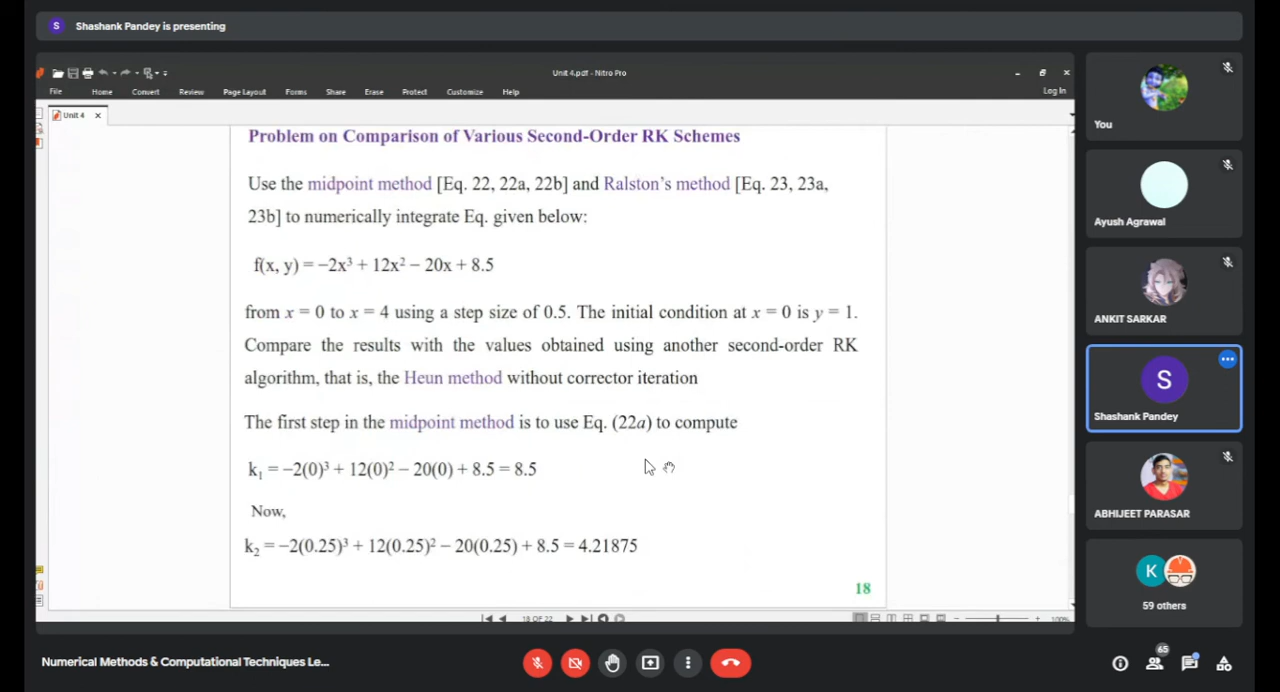 S Shashank Pandey is presenting
Unit 4.pdf - Nitro Pro
File Home Convert Review Page Layout Forms Share Erase Protect Customize Help Log In
Unit 4 ×
Problem on Comparison of Various Second-Order RK Schemes
Use the midpoint method [Eq. 22, 22a, 22b] and Ralston's method [Eq. 23, 23a,
23b] to numerically integrate Eq. given below:
f(x, y) = −2x³ + 12x² − 20x + 8.5
from x = 0 to x = 4 using a step size of 0.5. The initial condition at x = 0 is y = 1.
Compare the results with the values obtained using another second-order RK
algorithm, that is, the Heun method without corrector iteration
The first step in the midpoint method is to use Eq. (22a) to compute
k₁ = −2(0)³ + 12(0)² − 20(0) + 8.5 = 8.5
Now,
k₂ = −2(0.25)³ + 12(0.25)² − 20(0.25) + 8.5 = 4.21875
18
18 OF 22
100%
You
Ayush Agrawal
ANKIT SARKAR
S
Shashank Pandey
ABHIJEET PARASAR
K
59 others
Numerical Methods & Computational Techniques Le...
65